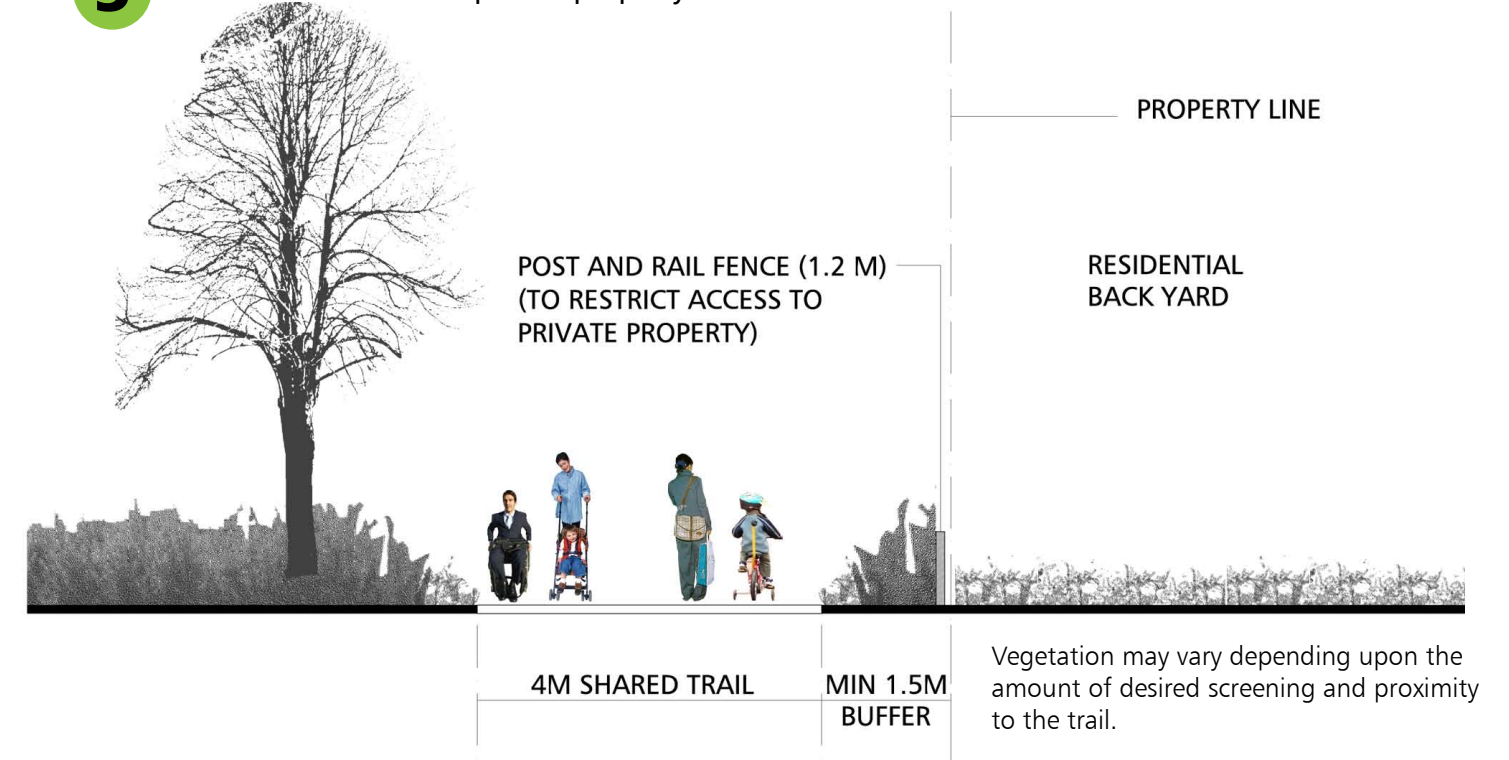 PROPERTY LINE
POST AND RAIL FENCE (1.2 M)
(TO RESTRICT ACCESS TO
PRIVATE PROPERTY)
RESIDENTIAL
BACK YARD
4M SHARED TRAIL
MIN 1.5M
BUFFER
Vegetation may vary depending upon the
amount of desired screening and proximity
to the trail.